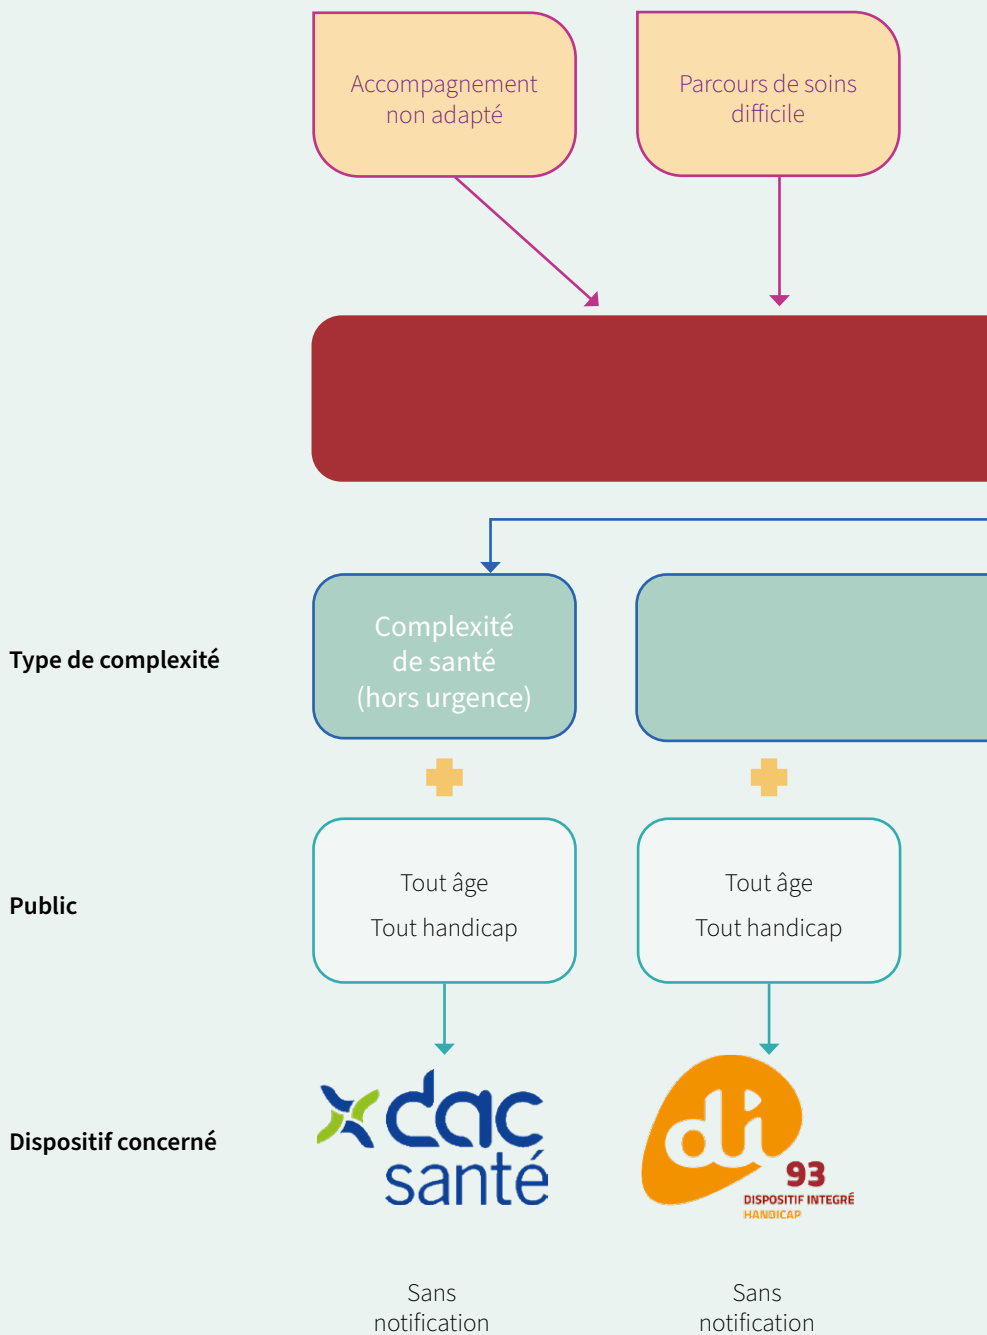 Accompagnement
non adapté
Parcours de soins
difficile
Type de complexité
Complexité
de santé
(hors urgence)
Public
Tout âge
Tout handicap
Tout âge
Tout handicap
Dispositif concerné
dac
santé
di
93
DISPOSITIF INTEGRÉ
HANDICAP
Sans
notification
Sans
notification